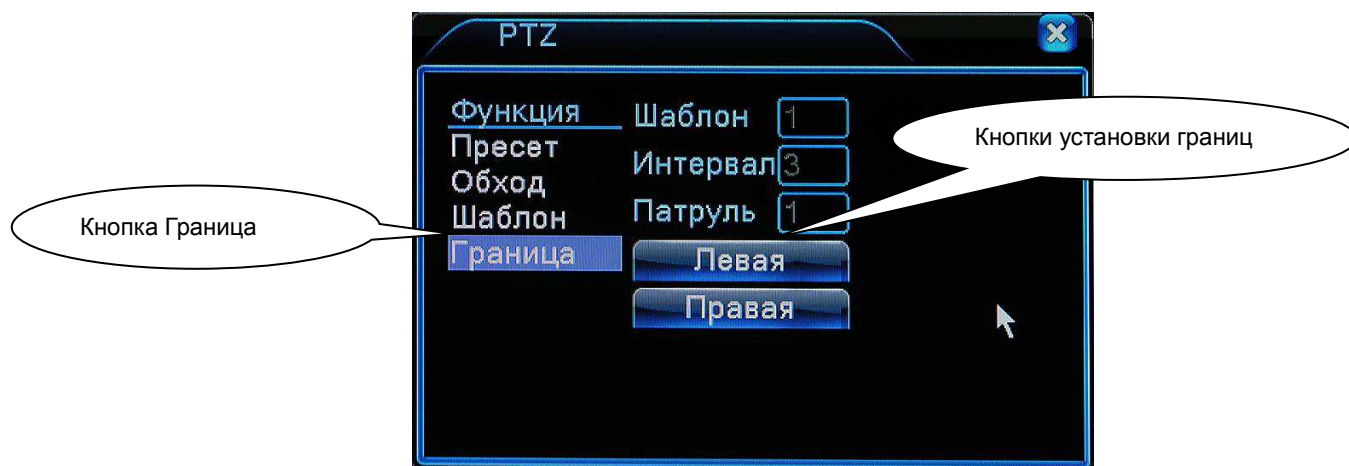 PTZ
Функция
Пресет
Обход
Шаблон
Граница
Шаблон 1
Интервал 3
Патруль 1
Левая
Правая
Кнопка Граница
Кнопки установки границ